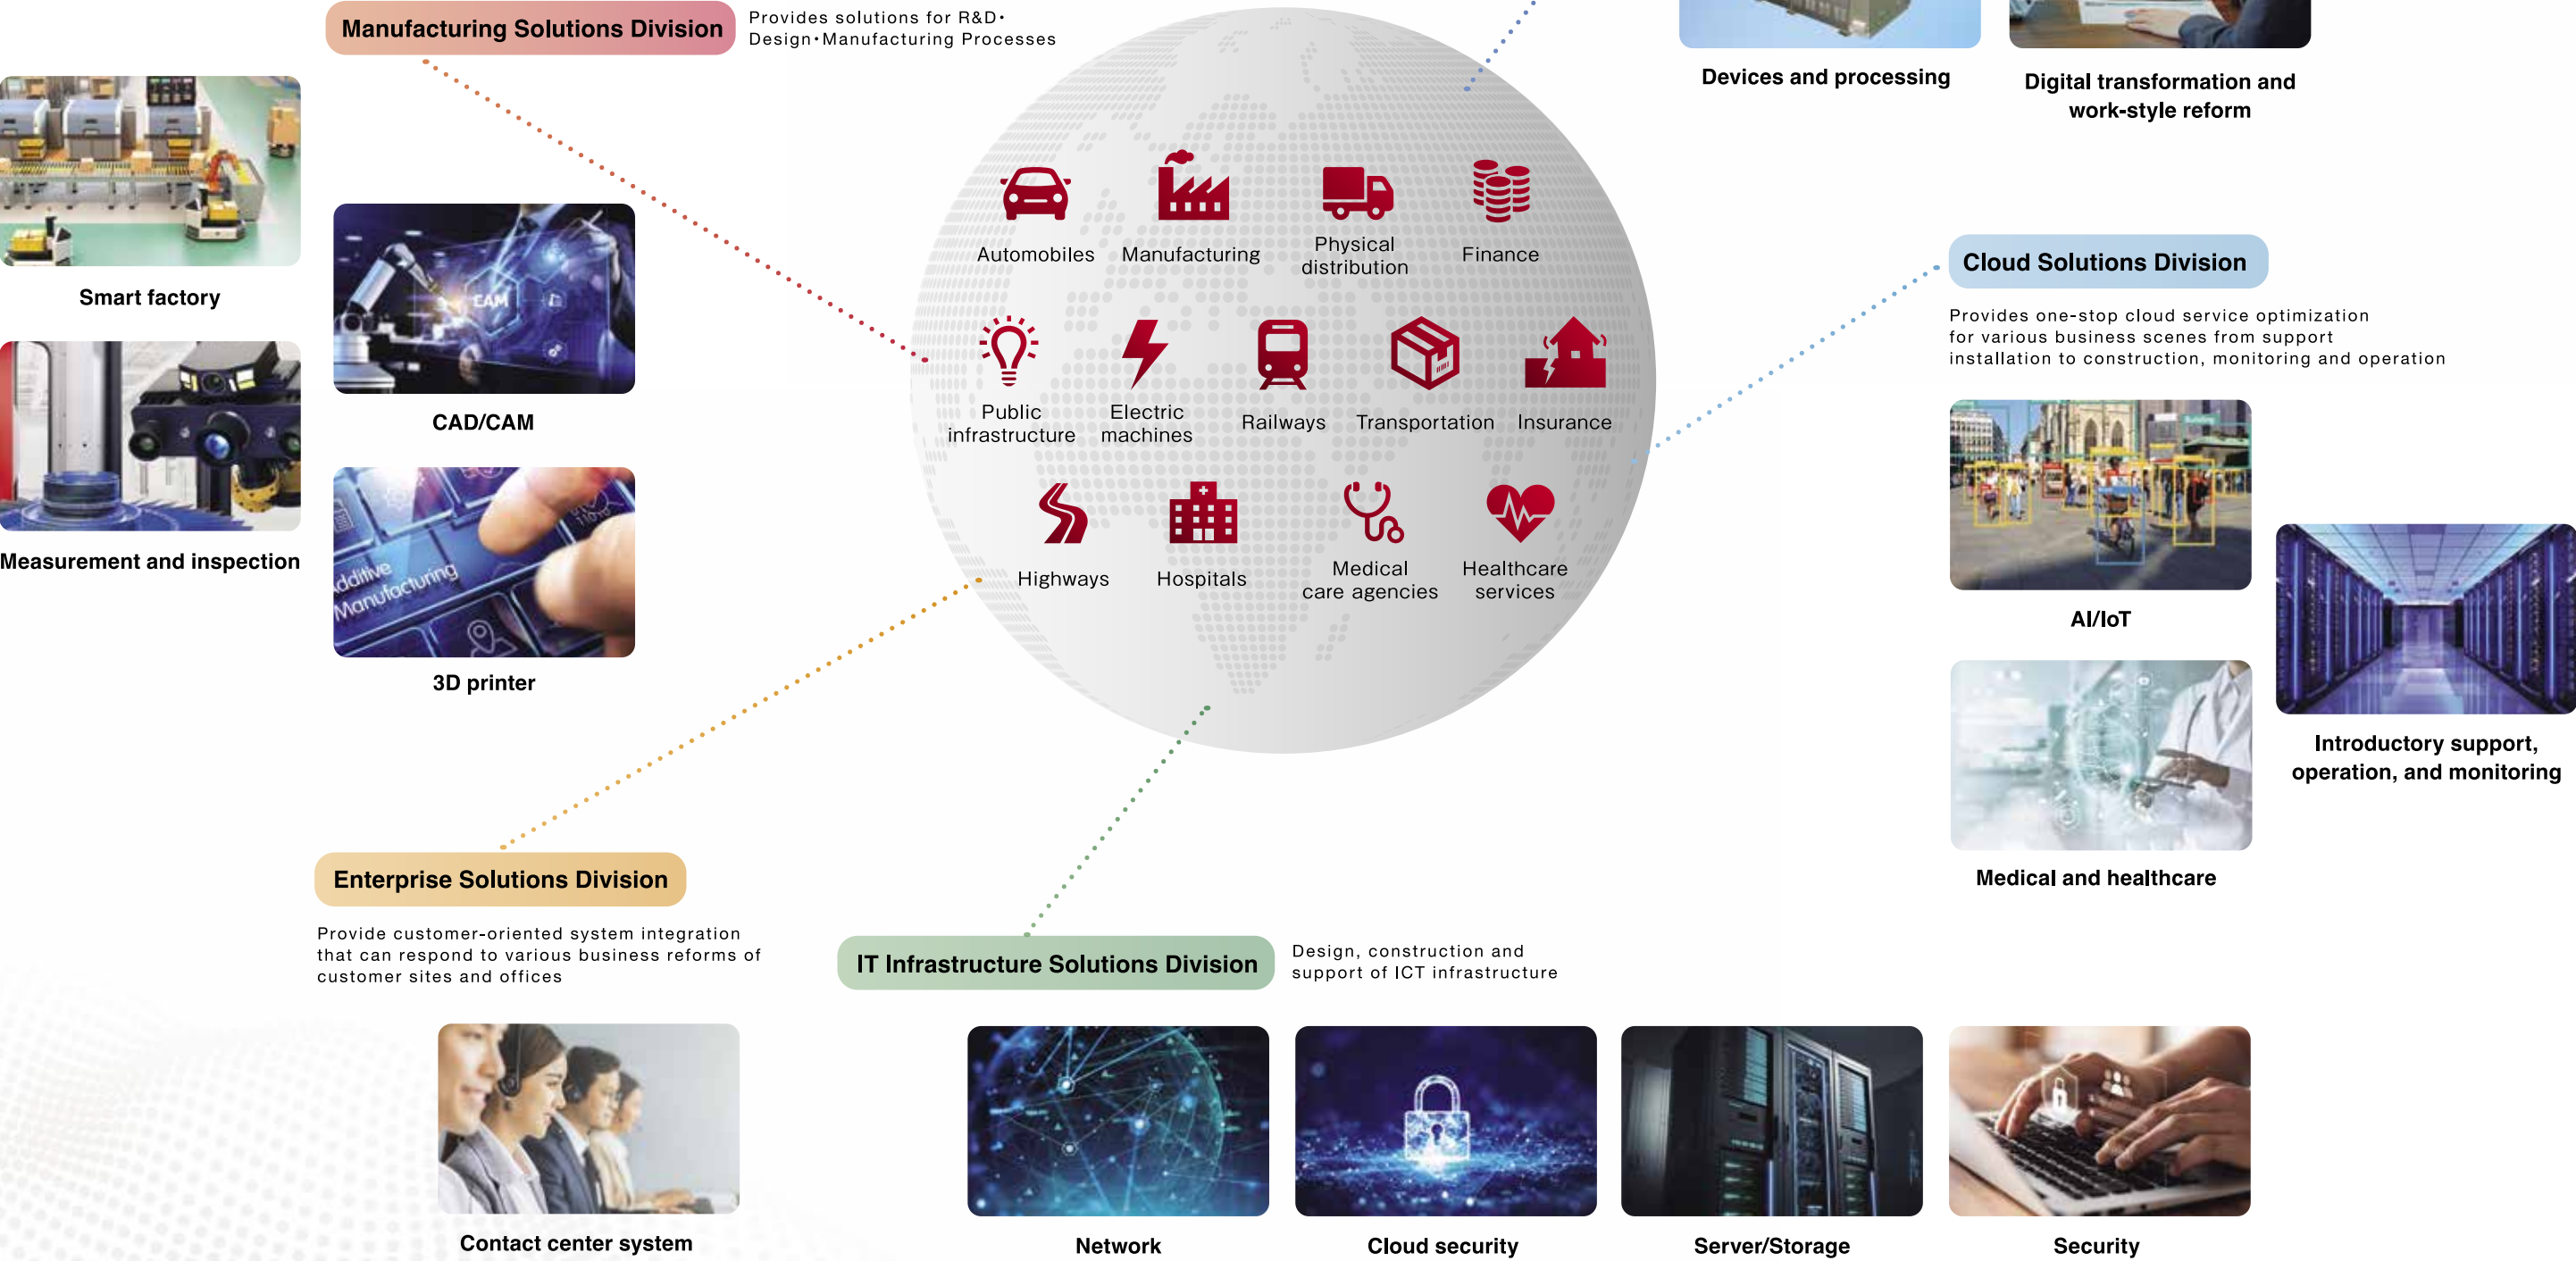 Manufacturing Solutions Division
Provides solutions for R&D・
Design・Manufacturing Processes
Devices and processing
Digital transformation and
work-style reform
Smart factory
CAM
CAD/CAM
Measurement and inspection
Additive
Manufacturing
3D printer
Automobiles
Manufacturing
Physical
distribution
Finance
Public
infrastructure
Electric
machines
Railways
Transportation
Insurance
Highways
Hospitals
Medical
care agencies
Healthcare
services
Cloud Solutions Division
Provides one-stop cloud service optimization
for various business scenes from support
installation to construction, monitoring and operation
AI/IoT
Introductory support,
operation, and monitoring
Medical and healthcare
Enterprise Solutions Division
Provide customer-oriented system integration
that can respond to various business reforms of
customer sites and offices
Contact center system
IT Infrastructure Solutions Division
Design, construction and
support of ICT infrastructure
Network
Cloud security
Server/Storage
Security